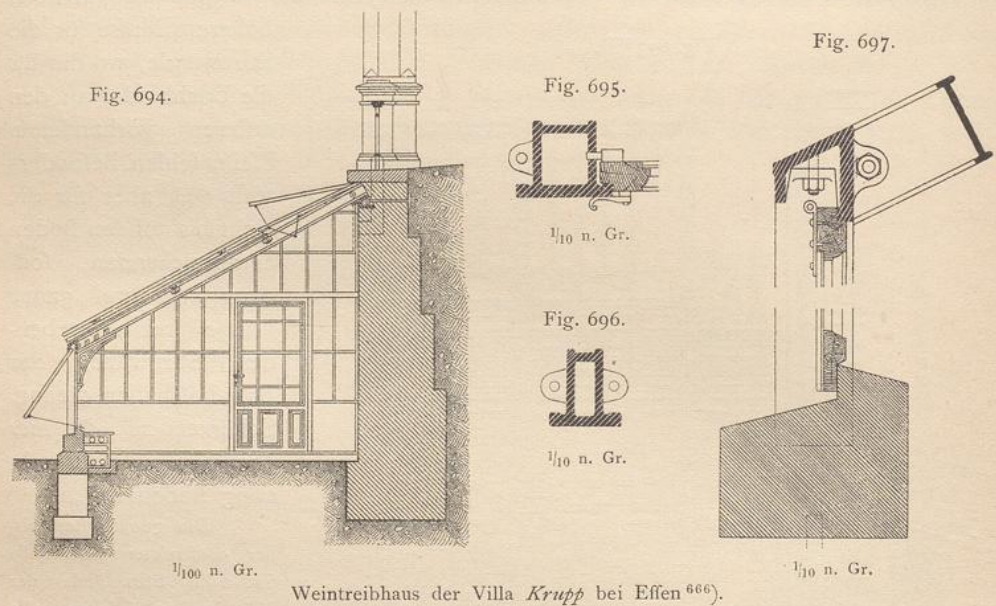 Fig. 694.
Fig. 695.
Fig. 697.
1/10 n. Gr.
Fig. 696.
1/10 n. Gr.
1/100 n. Gr.
1/10 n. Gr.
Weintreibhaus der Villa Krupp bei Eſſen 666).